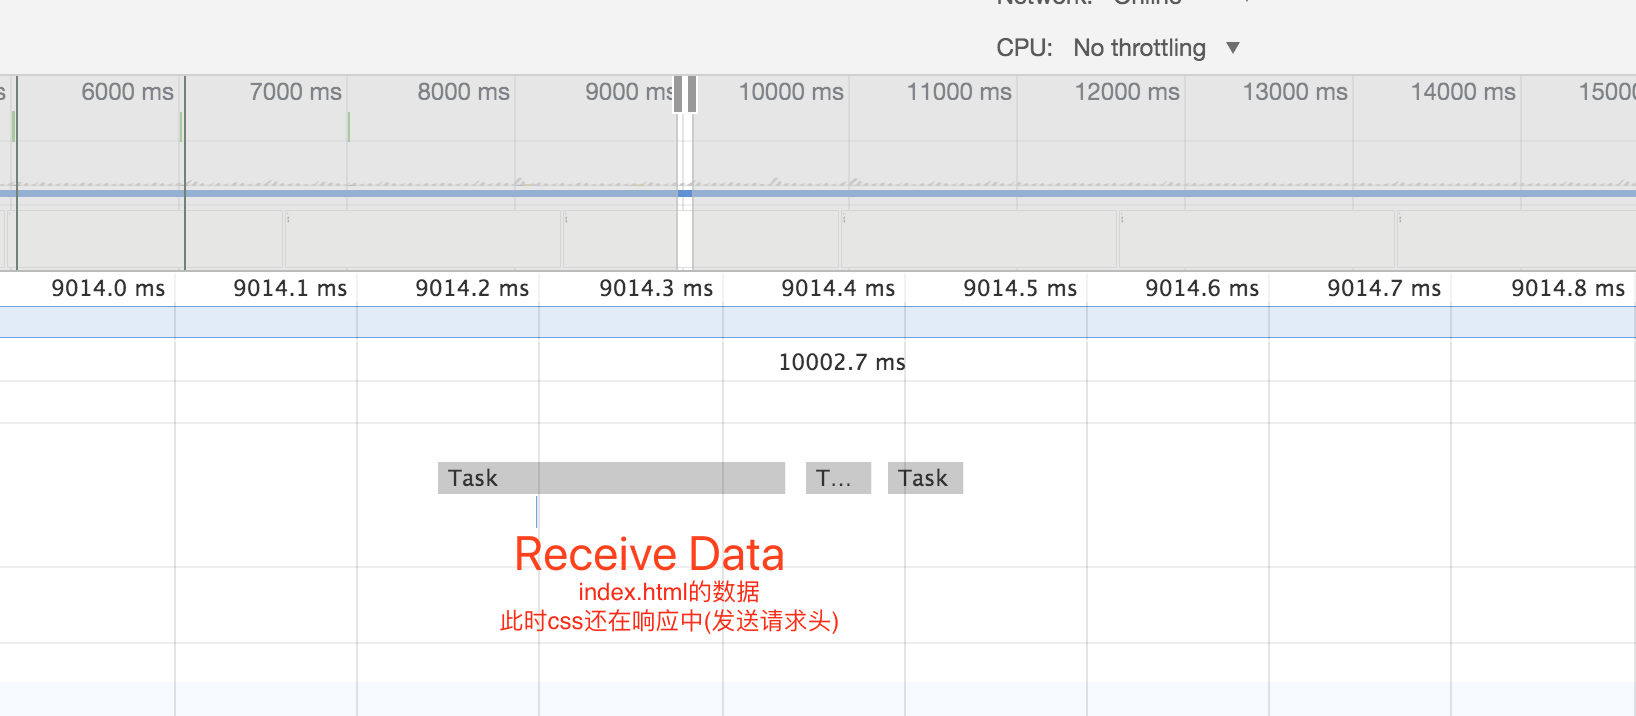 CPU: No throttling ▼
6000 ms 7000 ms 8000 ms 9000 ms 10000 ms 11000 ms 12000 ms 13000 ms 14000 ms 15000
9014.0 ms 9014.1 ms 9014.2 ms 9014.3 ms 9014.4 ms 9014.5 ms 9014.6 ms 9014.7 ms 9014.8 ms
10002.7 ms
Task T... Task
Receive Data
index.html的数据
此时css还在响应中(发送请求头)